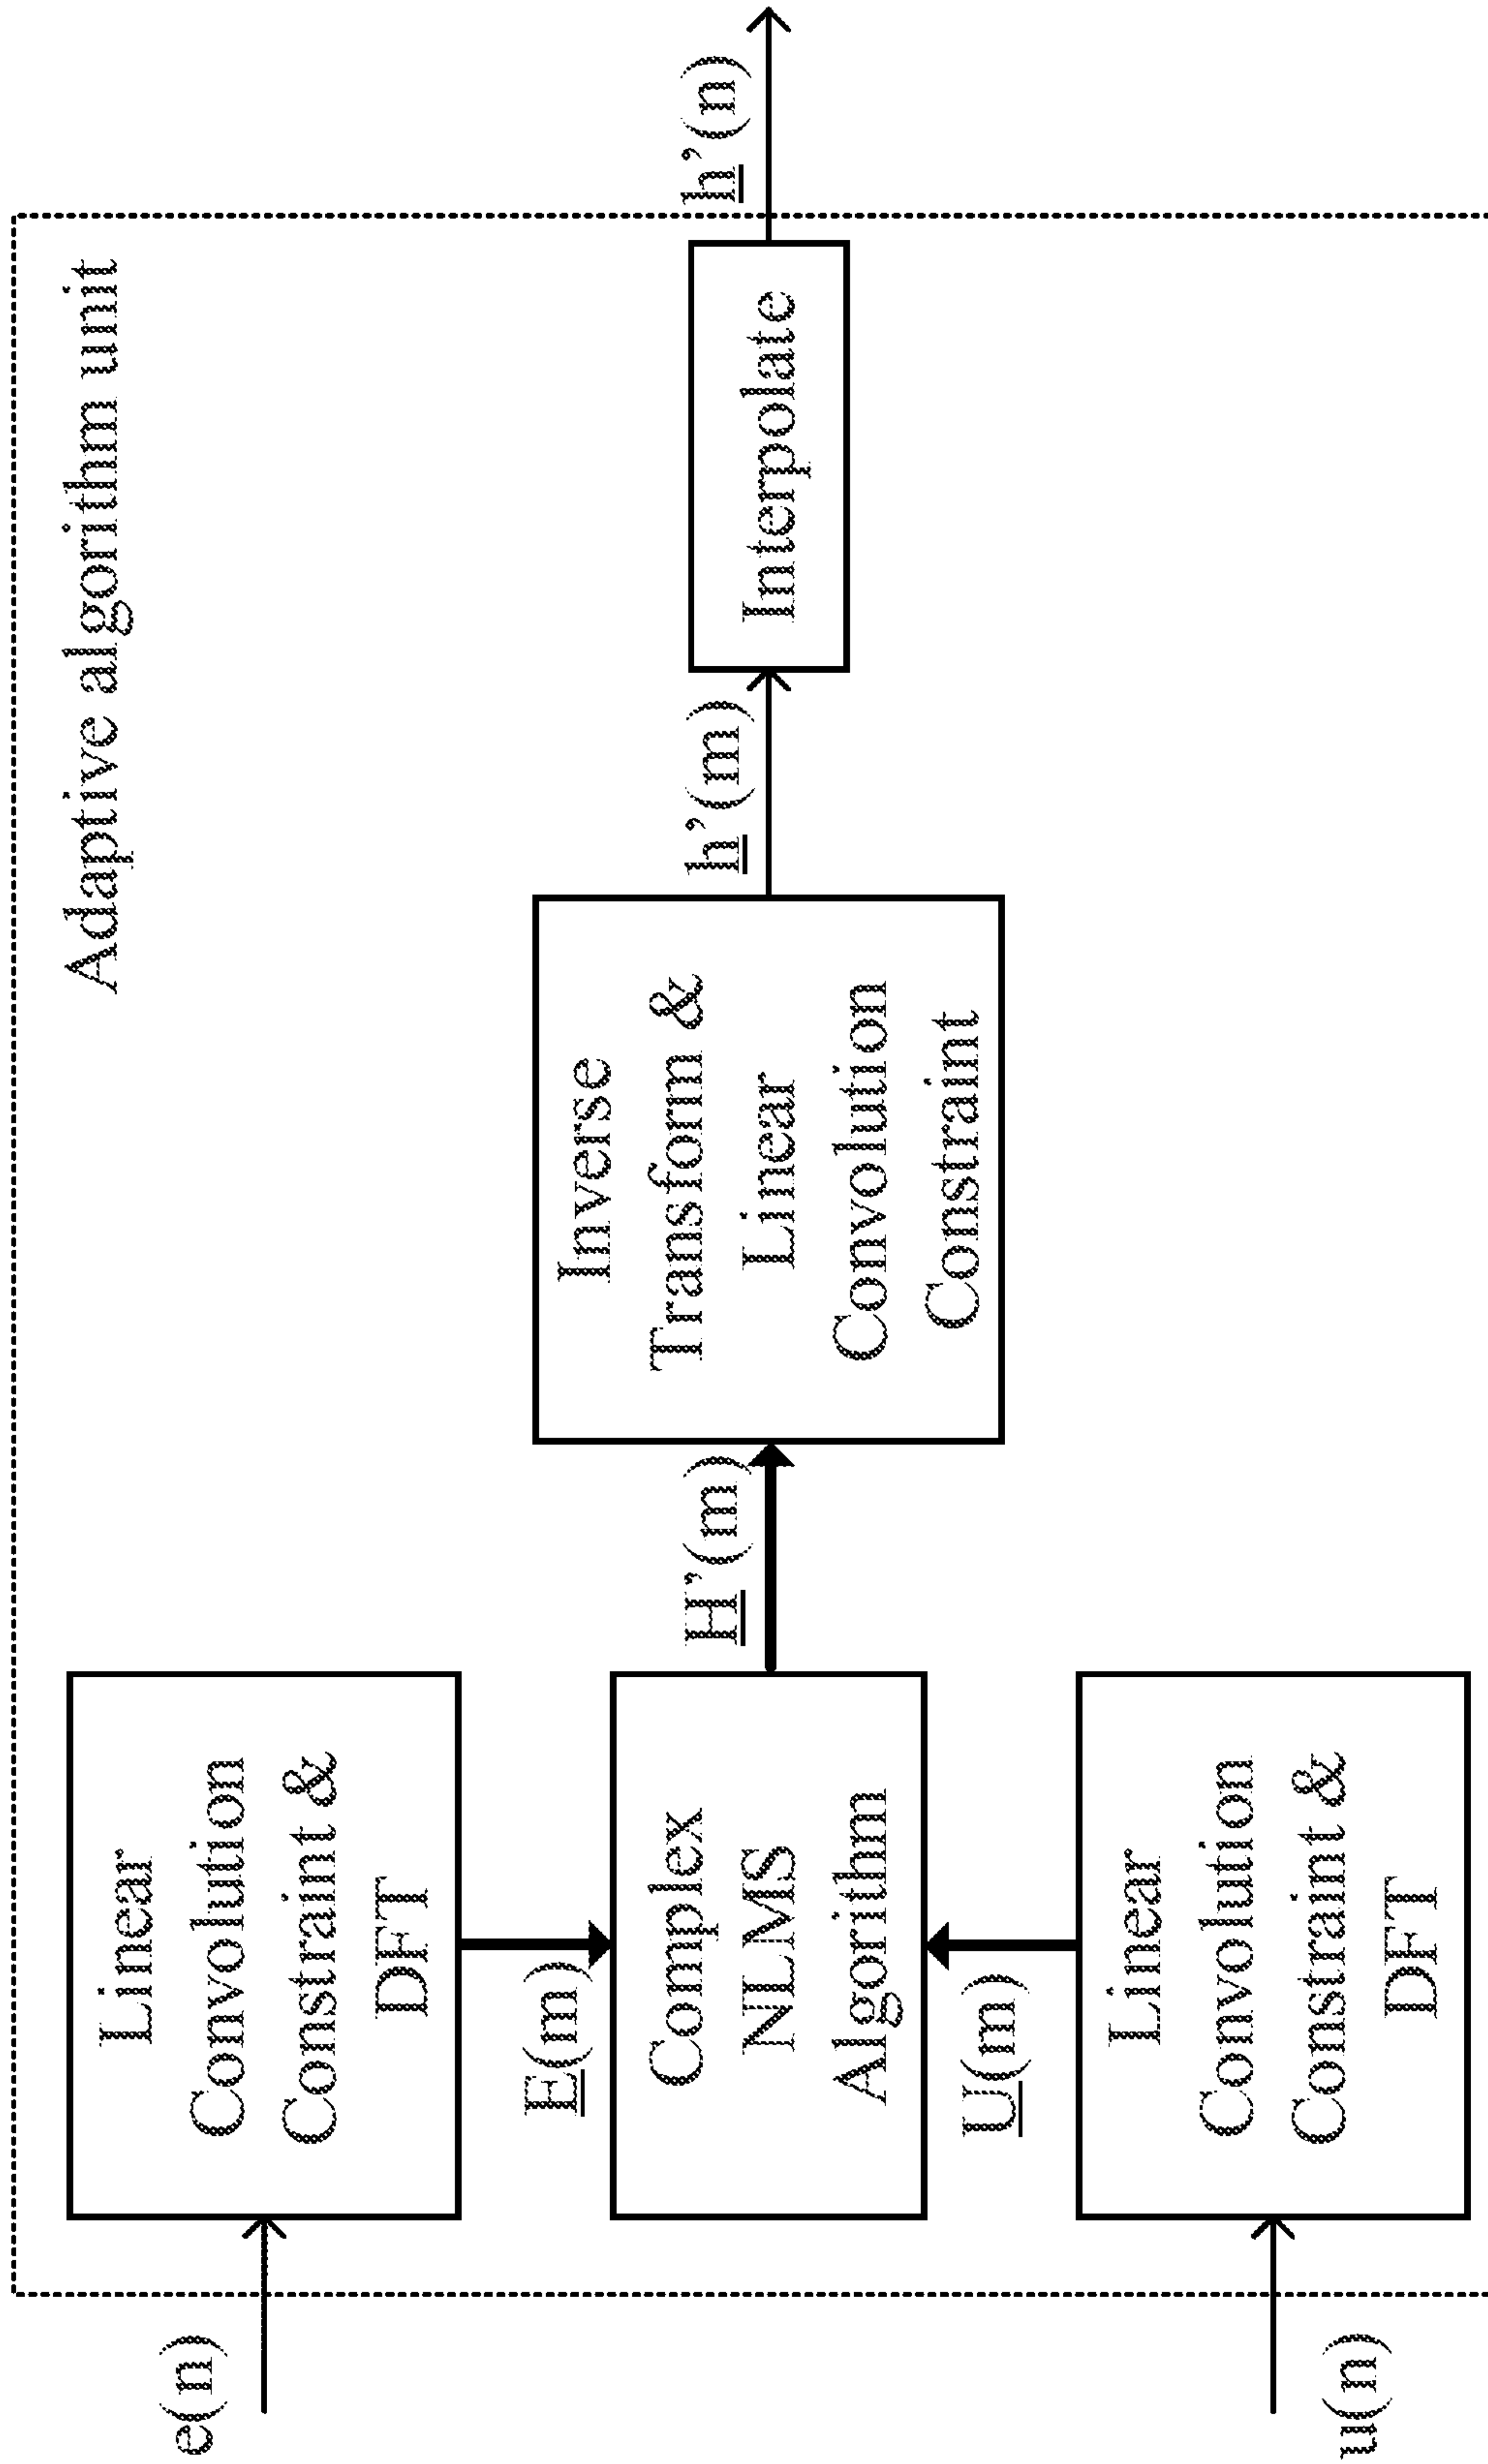 Adaptive algorithm unit
e(n)
Linear
Convolution
Constraint &
DFT
E(m)
Complex
NLMS
Algorithm
U(m)
u(n)
Linear
Convolution
Constraint &
DFT
H'(m)
Inverse
Transform &
Linear
Convolution
Constraint
h'(m)
Interpolate
h'(n)